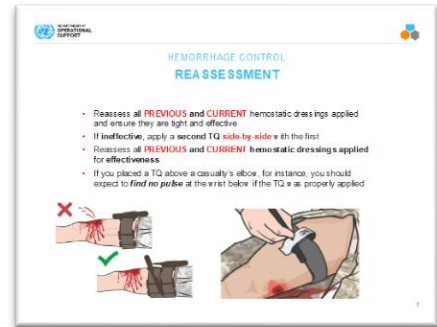 DEPARTMENT OF
OPERATIONAL
SUPPORT
HEMORRHAGE CONTROL
REASSESSMENT
• Reassess all PREVIOUS and CURRENT hemostatic dressings applied
and ensure they are tight and effective
• If ineffective, apply a second TQ side-by-side with the first
• Reassess all PREVIOUS and CURRENT hemostatic dressings applied
for effectiveness
• If you placed a TQ above a casualty's elbow, for instance, you should
expect to find no pulse at the wrist below if the TQ was properly applied
7